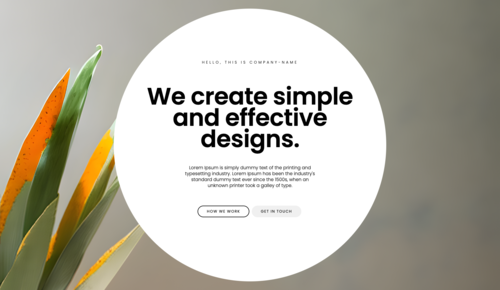 HELLO, THIS IS COMPANY-NAME
We create simple
and effective
designs.
Lorem Ipsum is simply dummy text of the printing and
typesetting industry. Lorem Ipsum has been the industry's
standard dummy text ever since the 1500s, when an
unknown printer took a galley of type.
HOW WE WORK
GET IN TOUCH